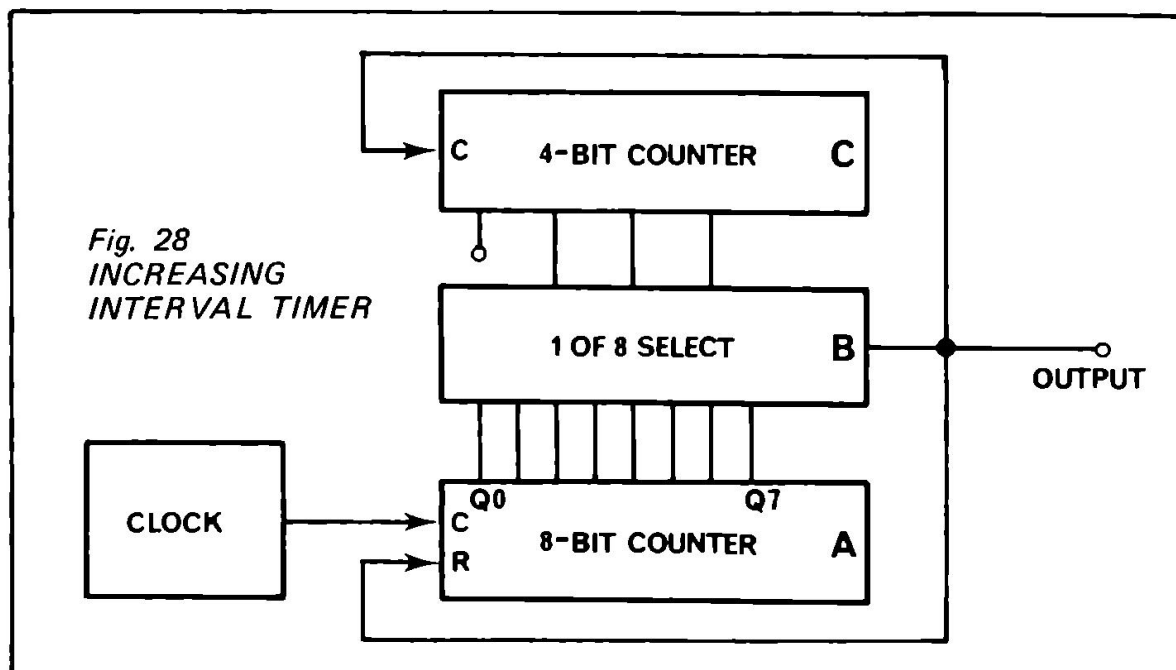 C 4-BIT COUNTER C
Fig. 28
INCREASING
INTERVAL TIMER
1 OF 8 SELECT B
OUTPUT
Q0 Q7
CLOCK
C
8-BIT COUNTER A
R